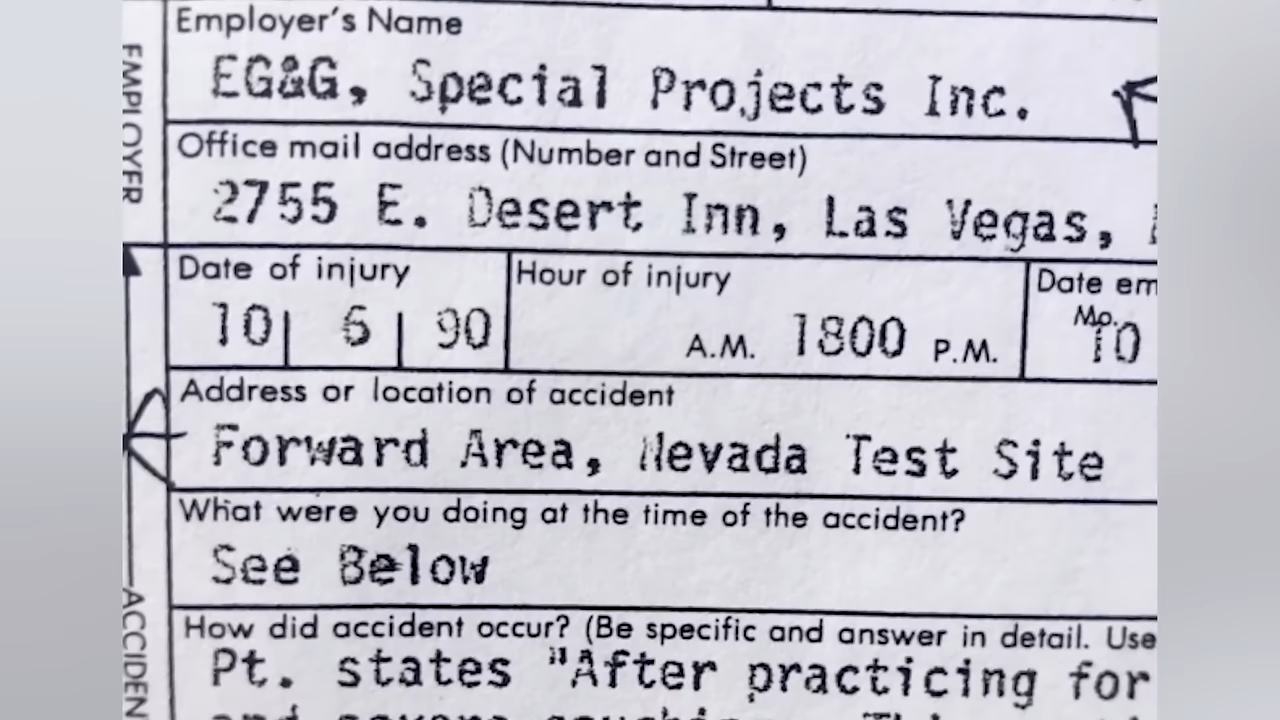 Employer's Name
EG&G, Special Projects Inc.
Office mail address (Number and Street)
2755 E. Desert Inn, Las Vegas,
Date of injury
Hour of injury
Date em
10 | 6 | 90
A.M. 1800 P.M.
Mo.
10
Address or location of accident
Forward Area, Nevada Test Site
What were you doing at the time of the accident?
See Below
How did accident occur? (Be specific and answer in detail. Use
Pt. states "After practicing for
EMPLOYER
ACCIDEN